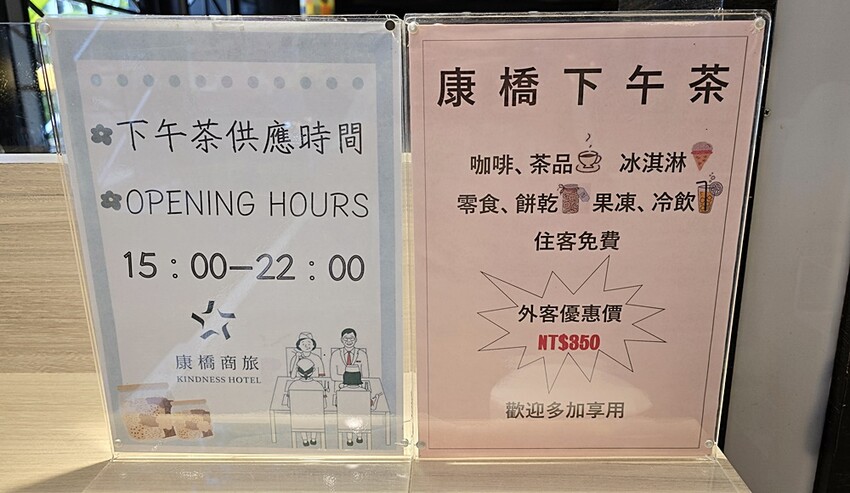 下午茶供應時間
OPENING HOURS
15：00—22：00
康橋商旅
KINDNESS HOTEL
康橋下午茶
咖啡、茶品 冰淇淋
零食、餅乾 果凍、冷飲
住客免費
外客優惠價
NT$350
歡迎多加享用